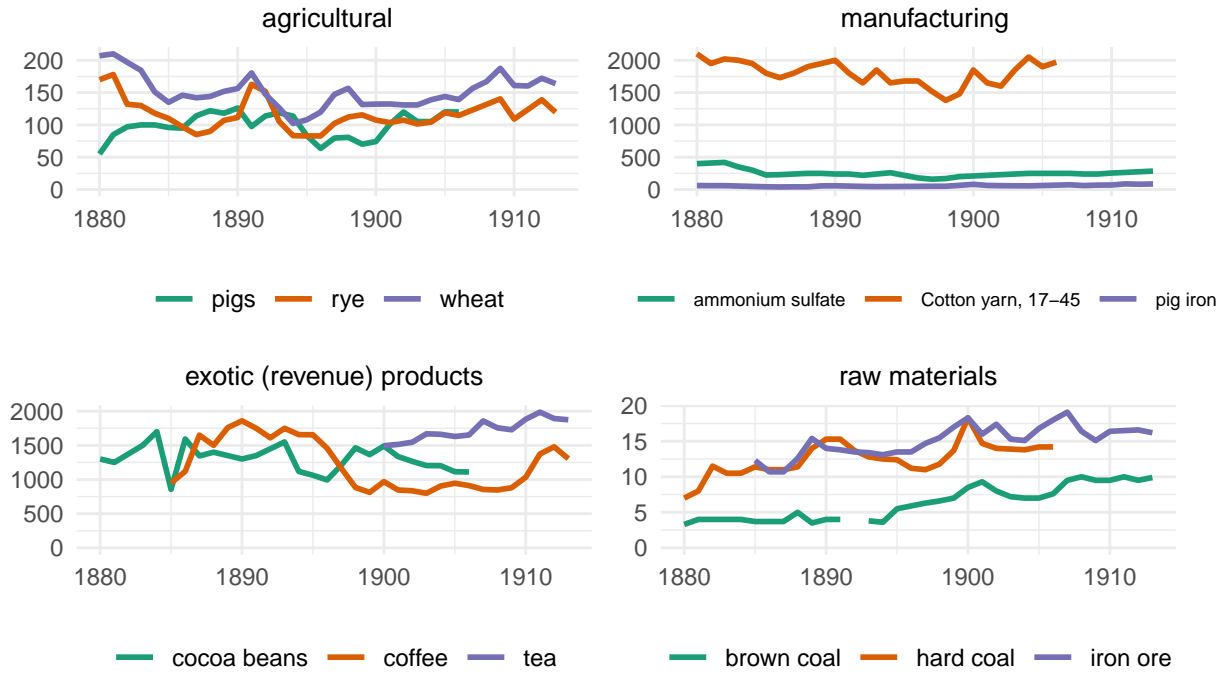 agricultural
200
150
100
50
0
1880 1890 1900 1910
pigs rye wheat
manufacturing
2000
1500
1000
500
0
1880 1890 1900 1910
ammonium sulfate Cotton yarn, 17−45 pig iron
exotic (revenue) products
2000
1500
1000
500
0
1880 1890 1900 1910
cocoa beans coffee tea
raw materials
20
15
10
5
0
1880 1890 1900 1910
brown coal hard coal iron ore